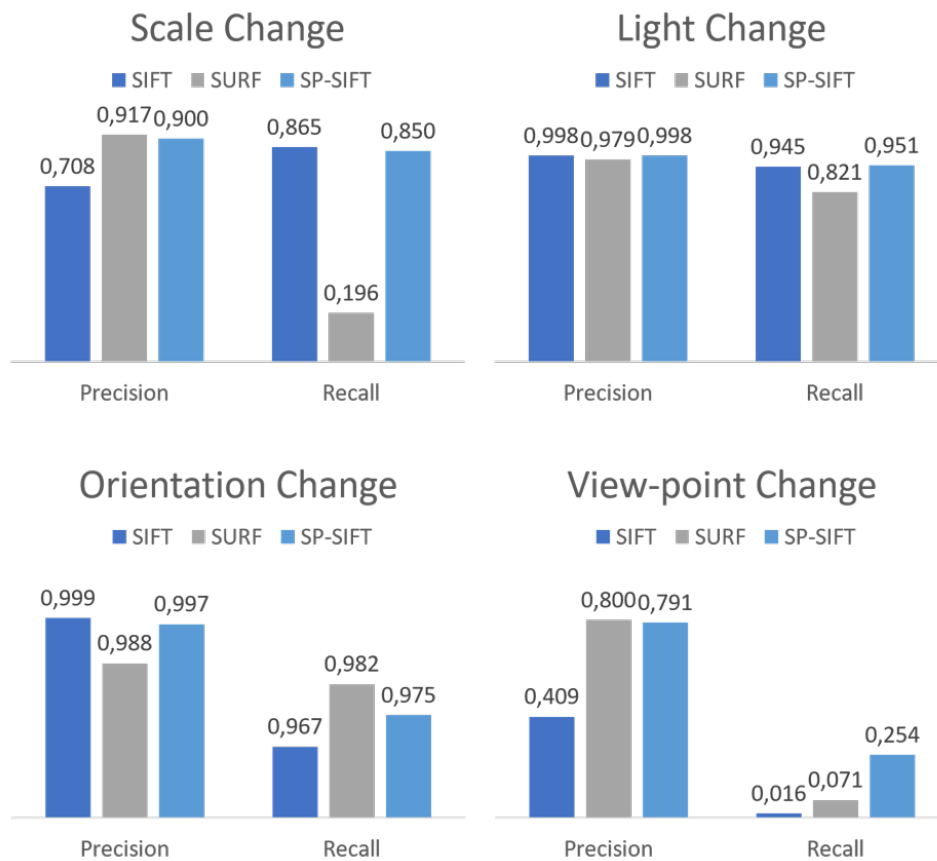 Scale Change
SIFT SURF SP-SIFT
0,708 0,917 0,900 0,865 0,196 0,850
Precision Recall
Light Change
SIFT SURF SP-SIFT
0,998 0,979 0,998 0,945 0,821 0,951
Precision Recall
Orientation Change
SIFT SURF SP-SIFT
0,999 0,988 0,997 0,967 0,982 0,975
Precision Recall
View-point Change
SIFT SURF SP-SIFT
0,409 0,800 0,791 0,016 0,071 0,254
Precision Recall